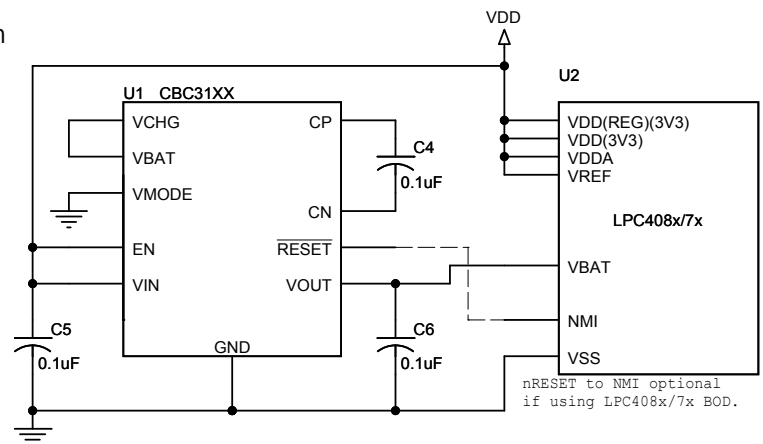 n
VDD
U1 CBC31XX
U2
VCHG
CP
VBAT
C4
0.1uF
VMODE
CN
EN
RESET
VIN
VOUT
GND
C5
0.1uF
C6
0.1uF
VDD(REG)(3V3)
VDD(3V3)
VDDA
VREF
LPC408x/7x
VBAT
NMI
VSS
nRESET to NMI optional
if using LPC408x/7x BOD.